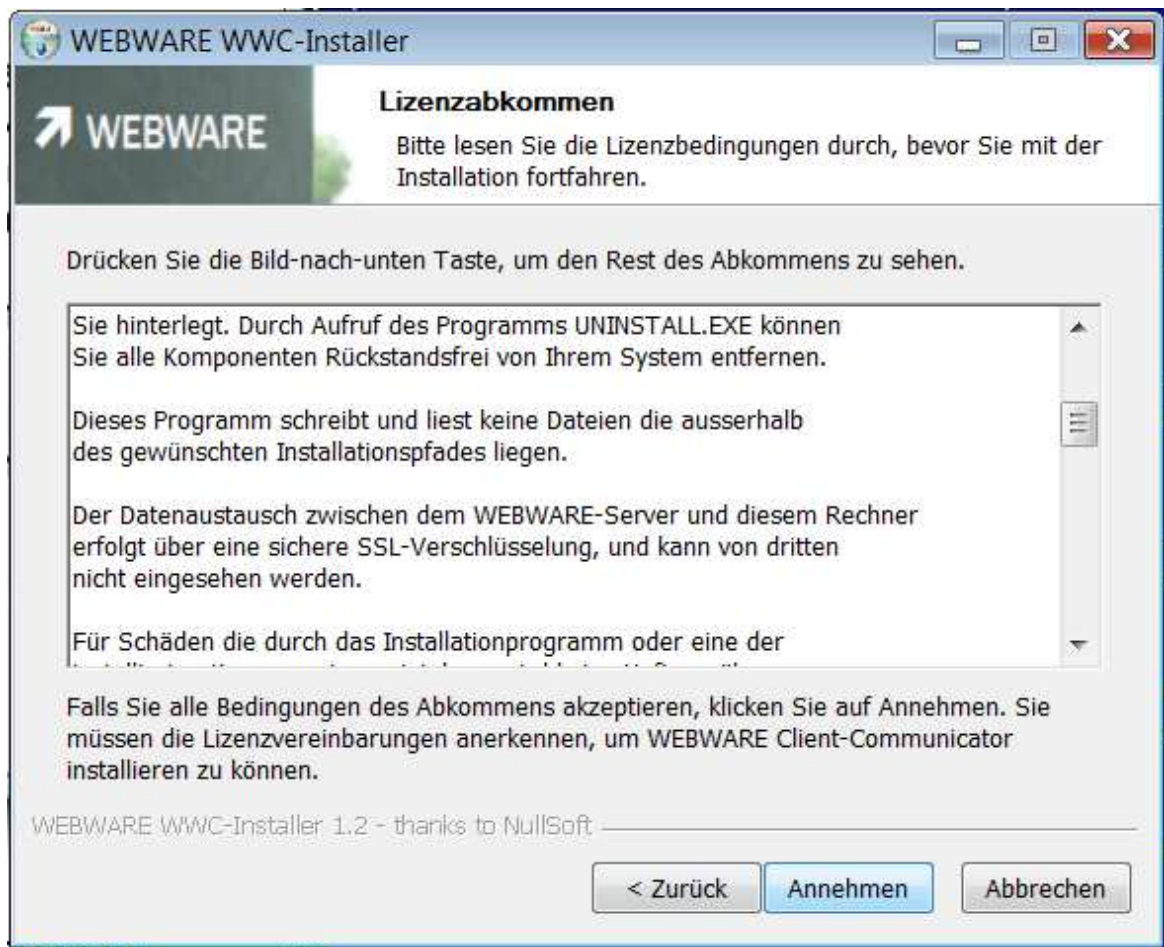 WEBWARE WWC-Installer
WEBWARE
Lizenzabkommen
Bitte lesen Sie die Lizenzbedingungen durch, bevor Sie mit der
Installation fortfahren.
Drücken Sie die Bild-nach-unten Taste, um den Rest des Abkommens zu sehen.
Sie hinterlegt. Durch Aufruf des Programms UNINSTALL.EXE können
Sie alle Komponenten Rückstandsfrei von Ihrem System entfernen.
Dieses Programm schreibt und liest keine Dateien die ausserhalb
des gewünschten Installationspfades liegen.
Der Datenaustausch zwischen dem WEBWARE-Server und diesem Rechner
erfolgt über eine sichere SSL-Verschlüsselung, und kann von dritten
nicht eingesehen werden.
Für Schäden die durch das Installationprogramm oder eine der
Falls Sie alle Bedingungen des Abkommens akzeptieren, klicken Sie auf Annehmen. Sie
müssen die Lizenzvereinbarungen anerkennen, um WEBWARE Client-Communicator
installieren zu können.
WEBWARE WWC-Installer 1.2 - thanks to NullSoft
< Zurück
Annehmen
Abbrechen